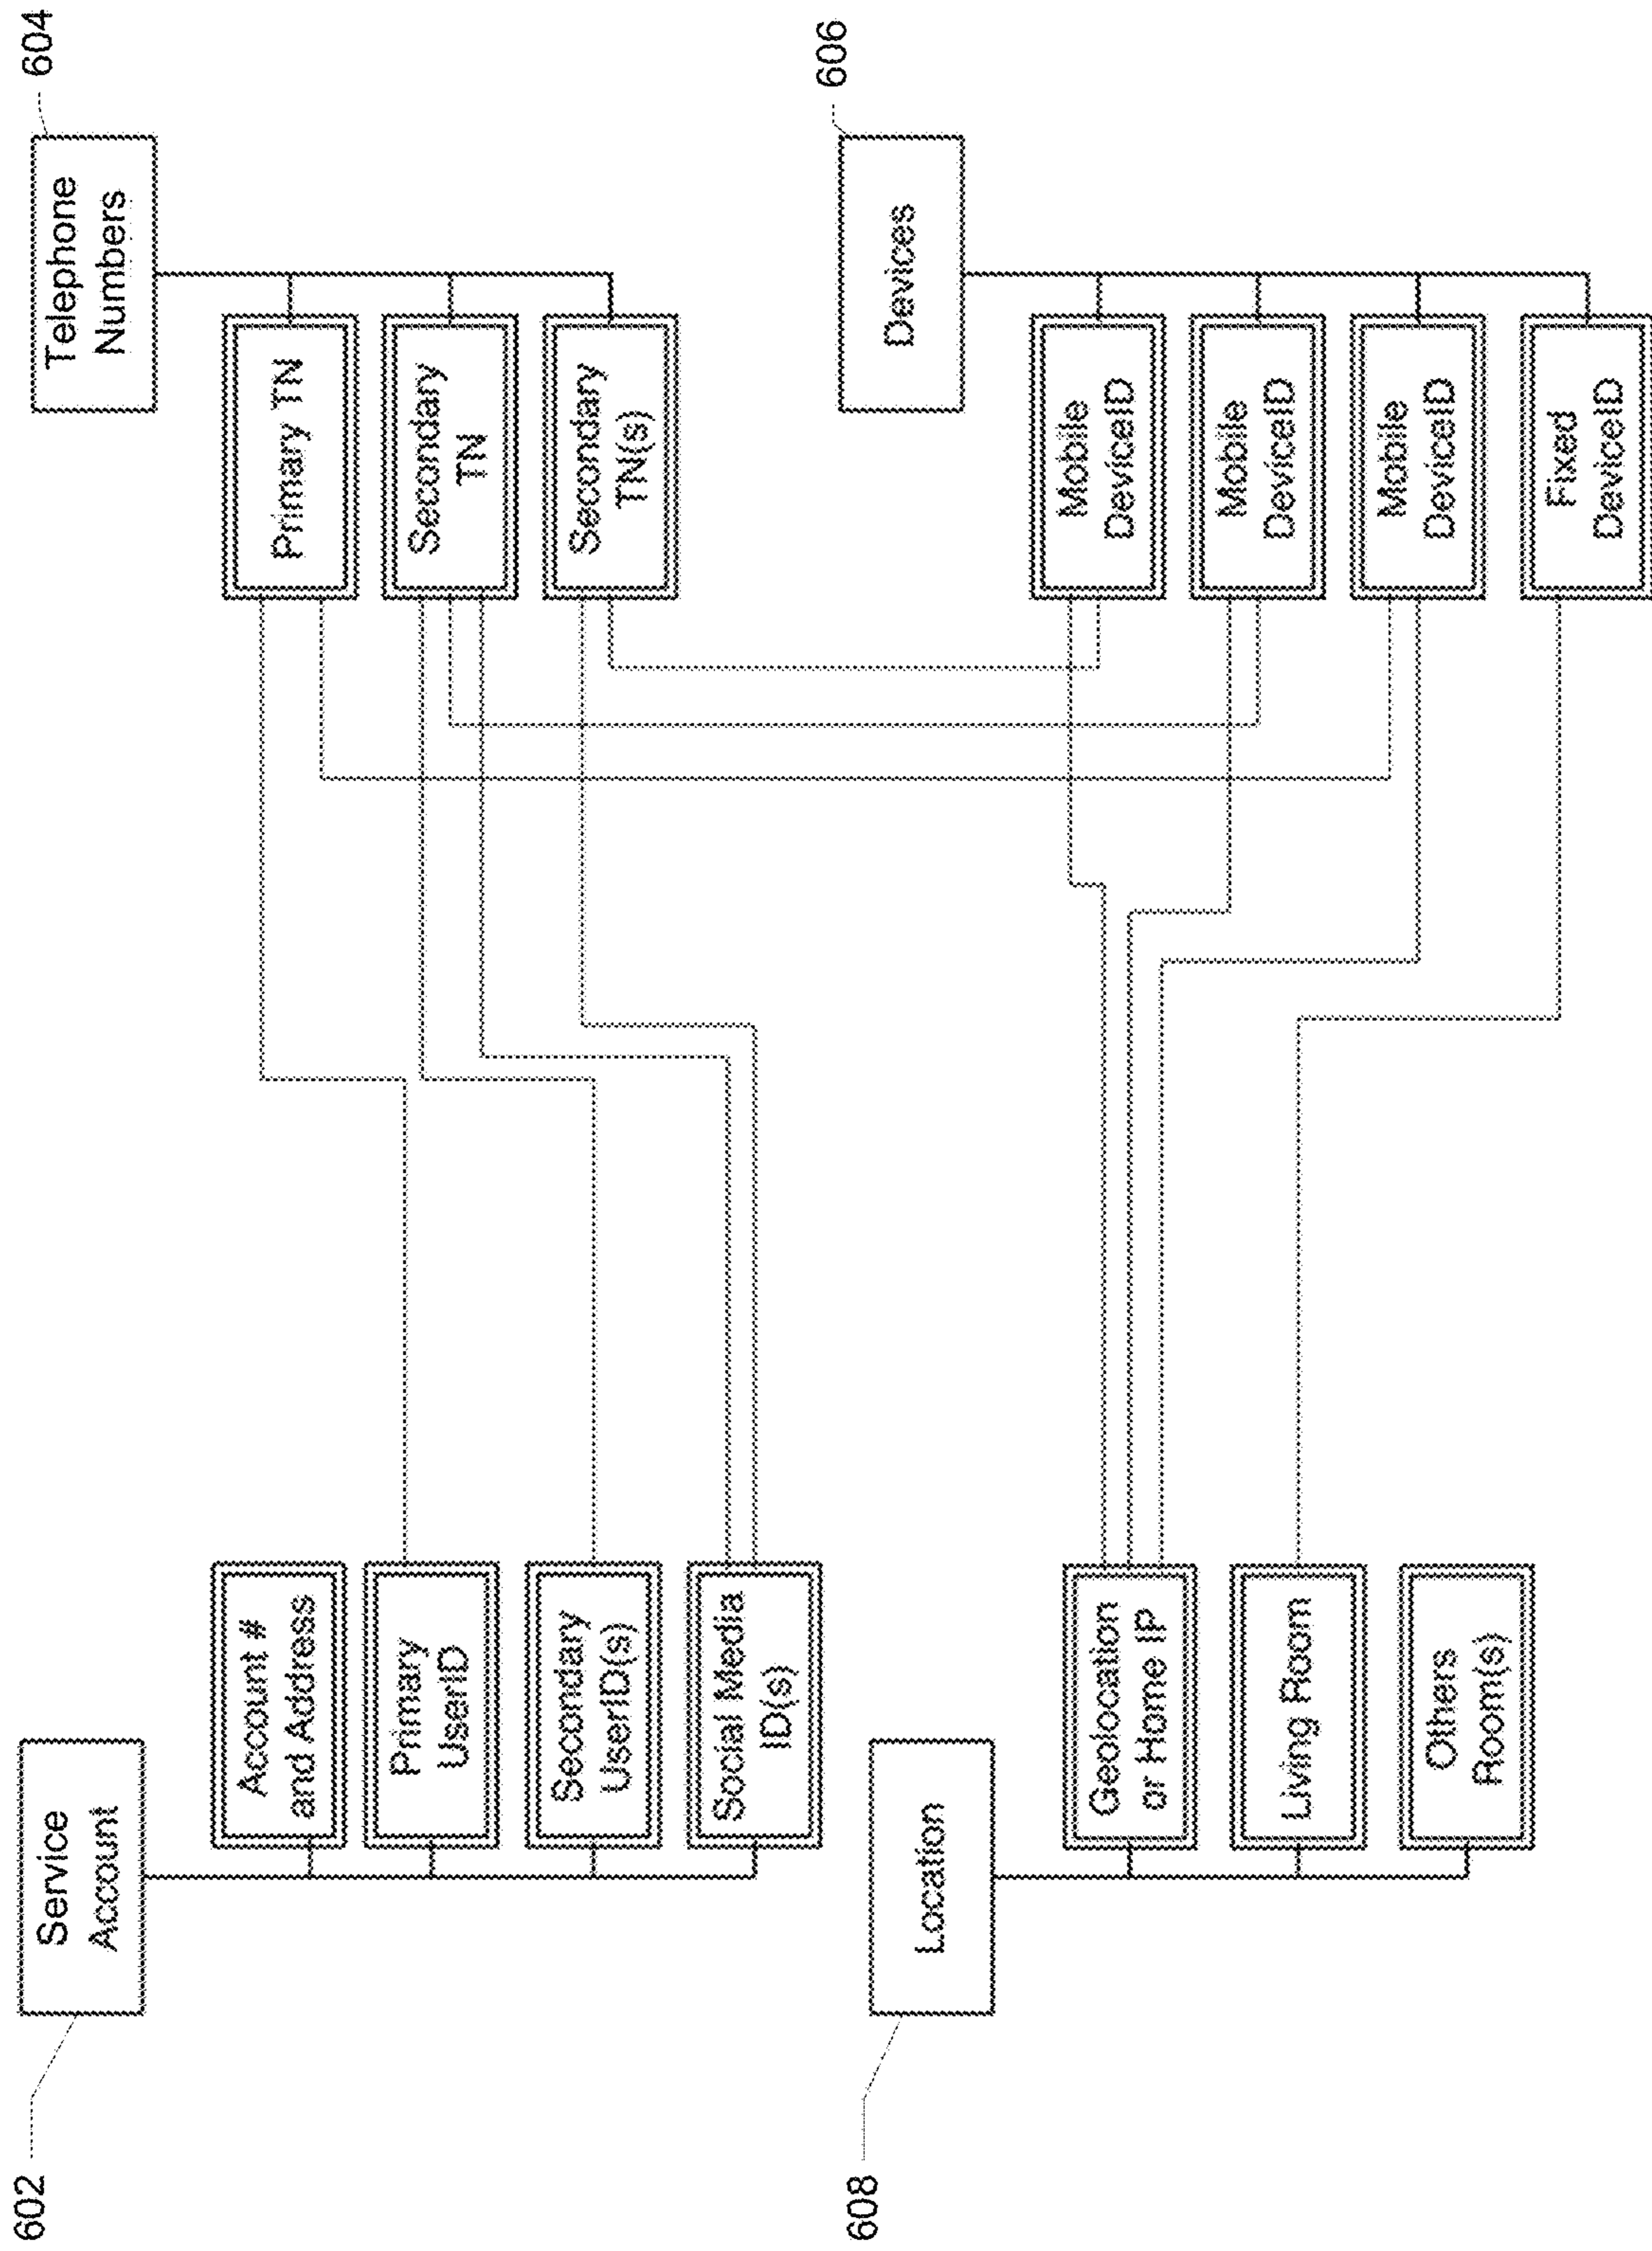 602
Service
Account
Account #
and Address
Primary
UserID
Secondary
UserID(s)
Social Media
ID(s)
604
Telephone
Numbers
Primary TN
Secondary
TN
Secondary
TN(s)
608
Location
Geolocation
or Home IP
Living Room
Others
Room(s)
606
Devices
Mobile
DeviceID
Mobile
DeviceID
Mobile
DeviceID
Fixed
DeviceID